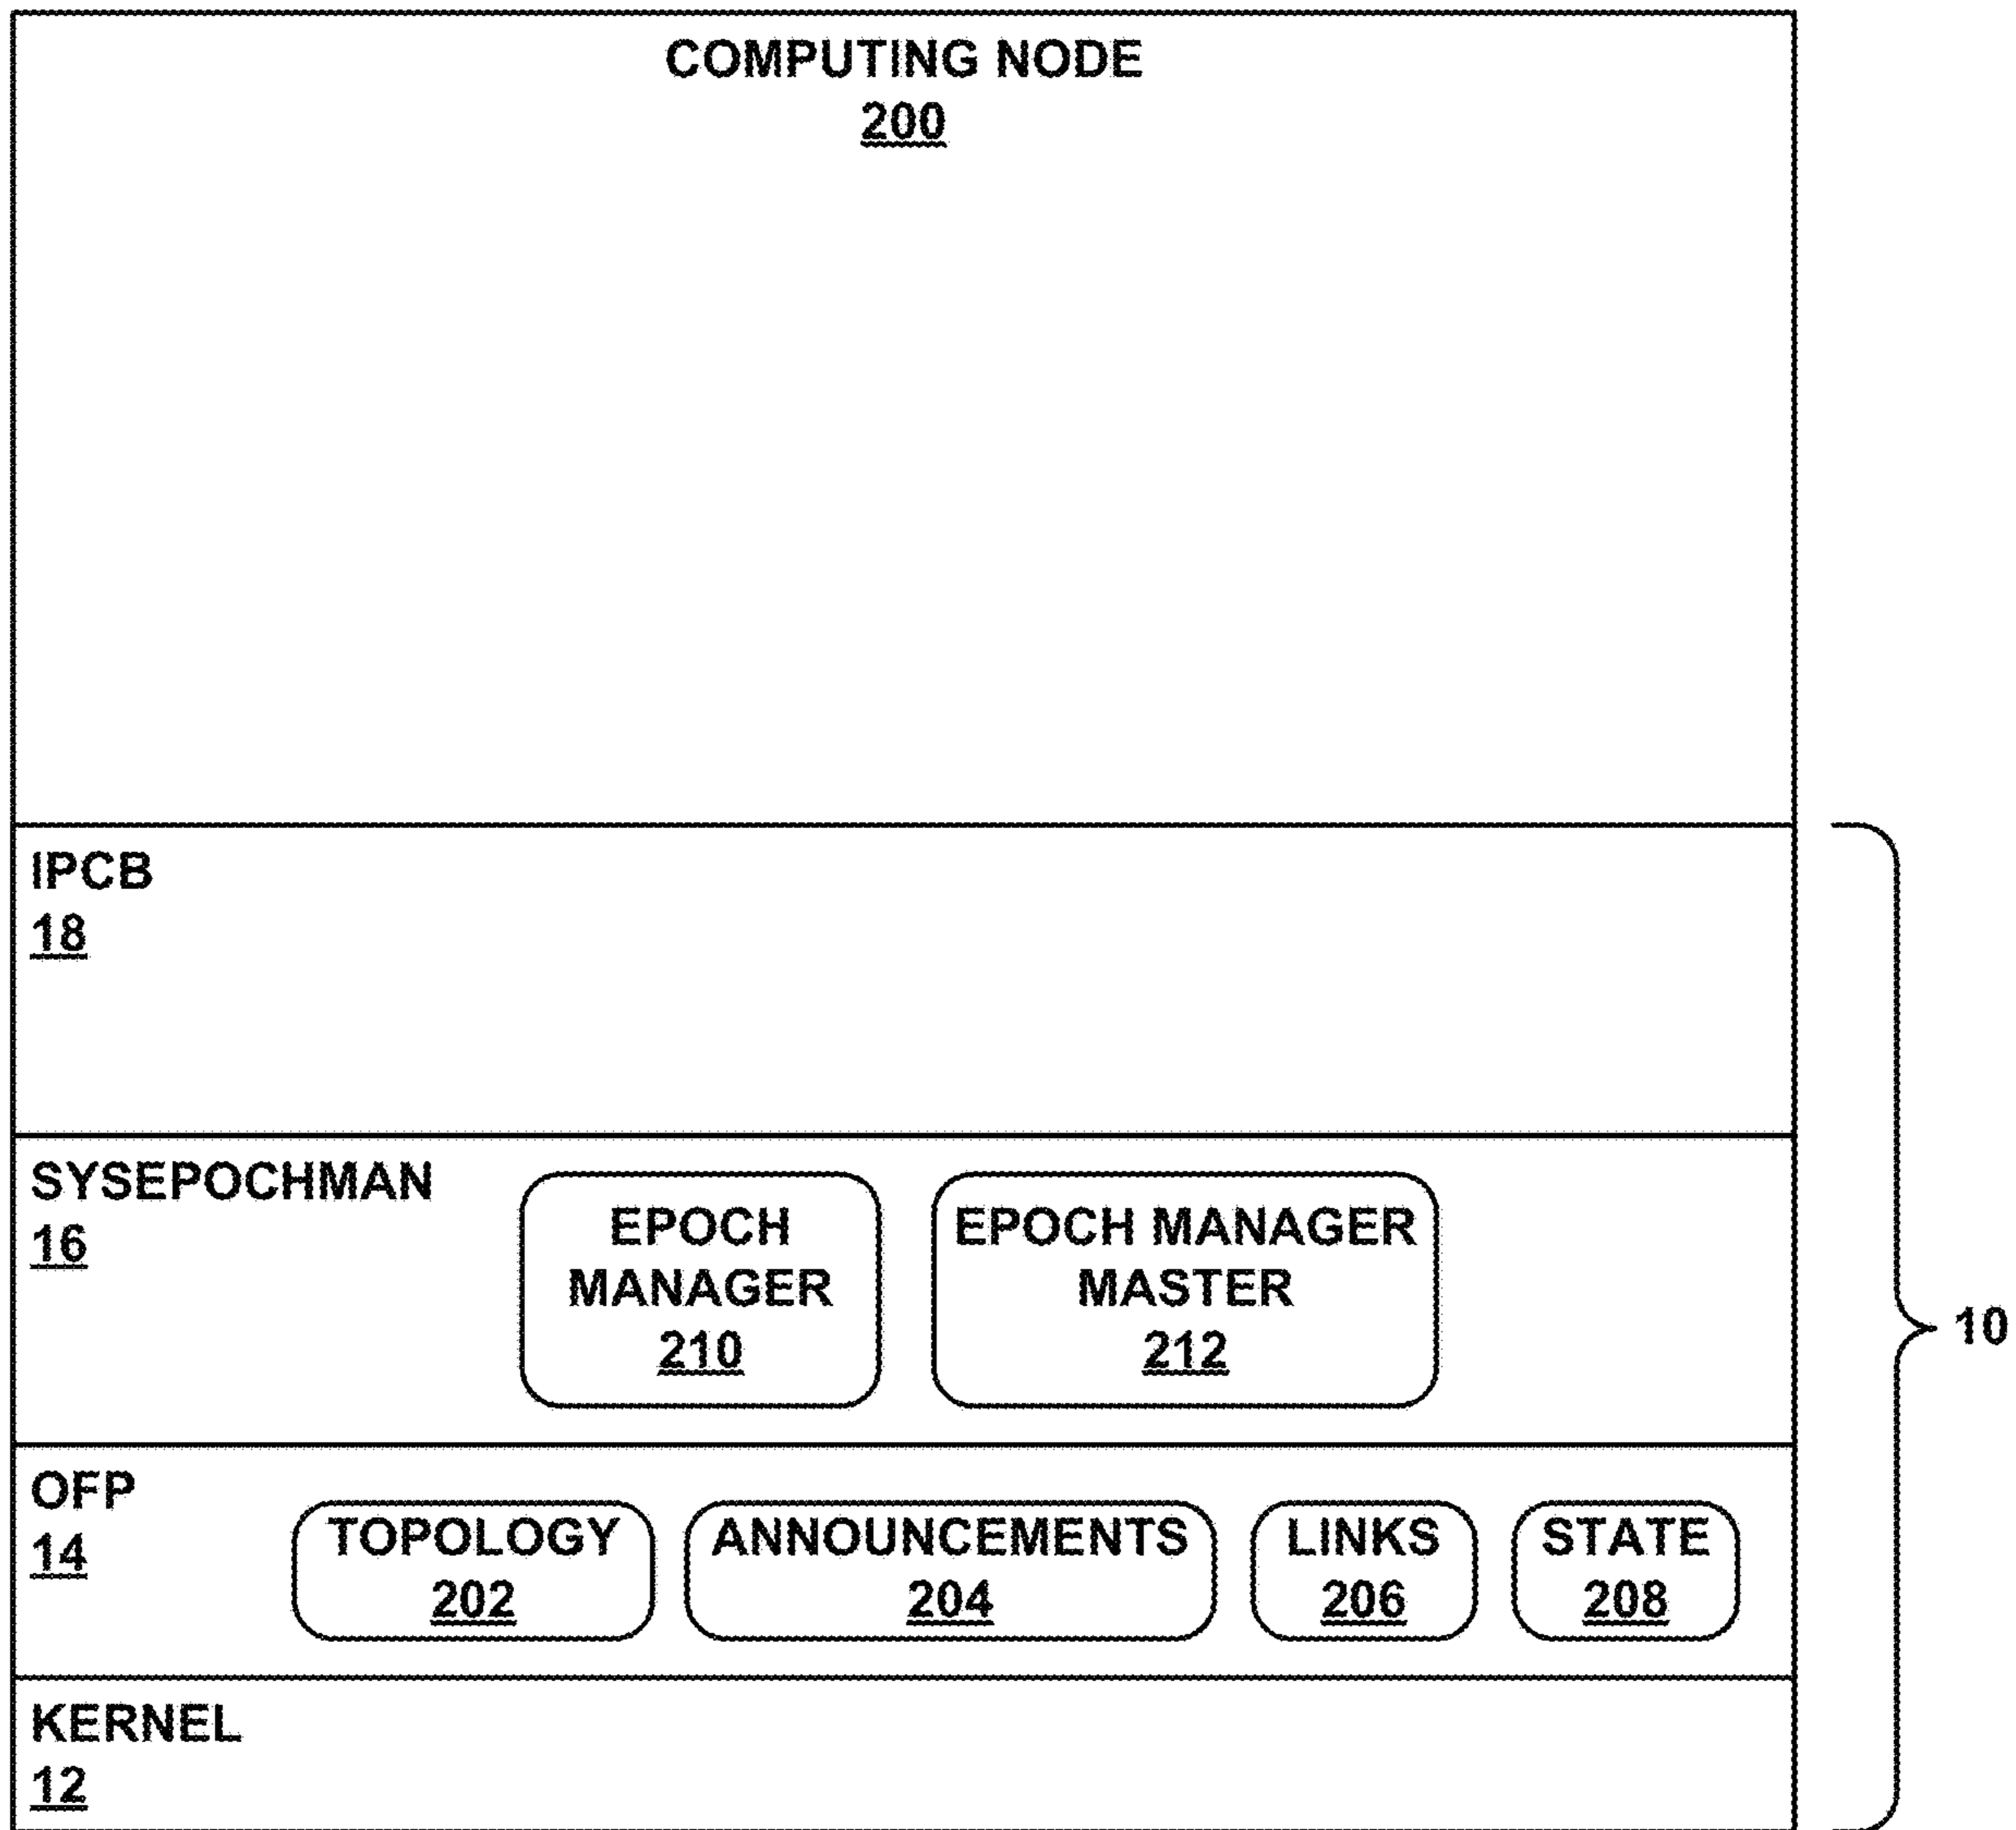 COMPUTING NODE
200
IPCB
18
SYSEPOCHMAN
16
EPOCH
MANAGER
210
EPOCH MANAGER
MASTER
212
10
OFP
14
TOPOLOGY
202
ANNOUNCEMENTS
204
LINKS
206
STATE
208
KERNEL
12